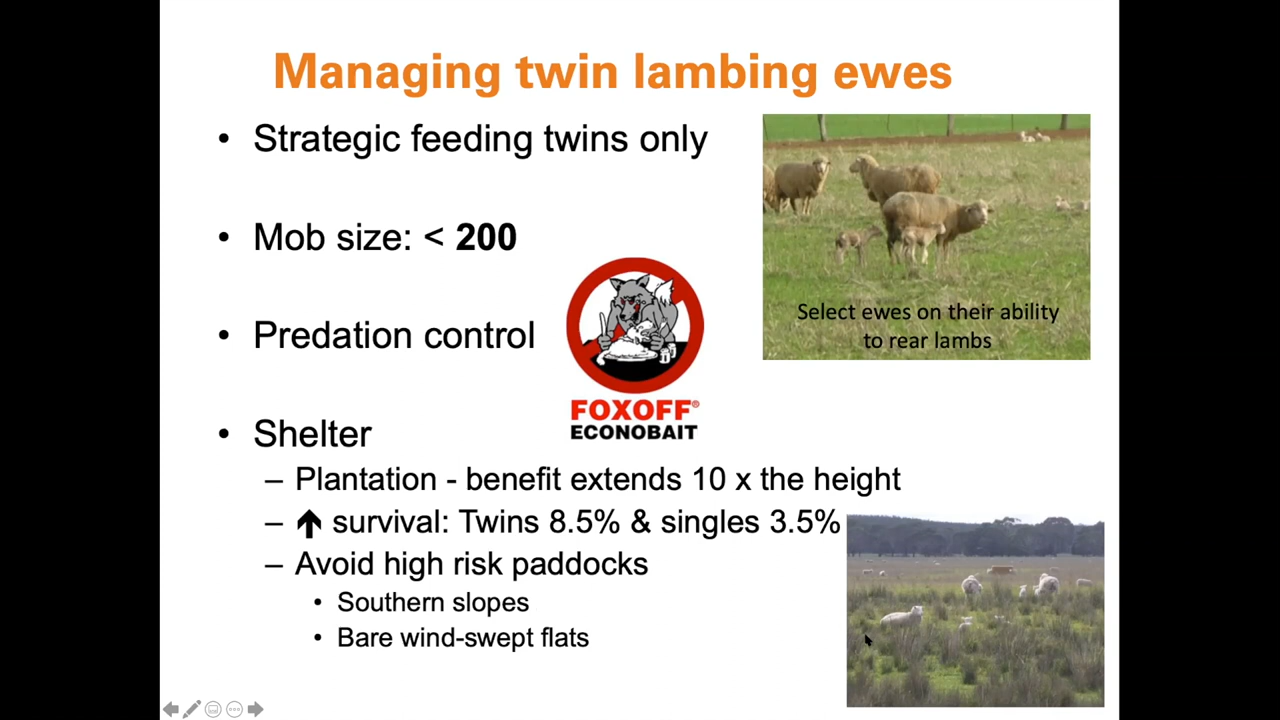 Managing twin lambing ewes
• Strategic feeding twins only
• Mob size: < 200
• Predation control
FOXOFF®
ECONOBAIT
Select ewes on their ability
to rear lambs
• Shelter
– Plantation - benefit extends 10 x the height
– 🡅 survival: Twins 8.5% & singles 3.5%
– Avoid high risk paddocks
• Southern slopes
• Bare wind-swept flats